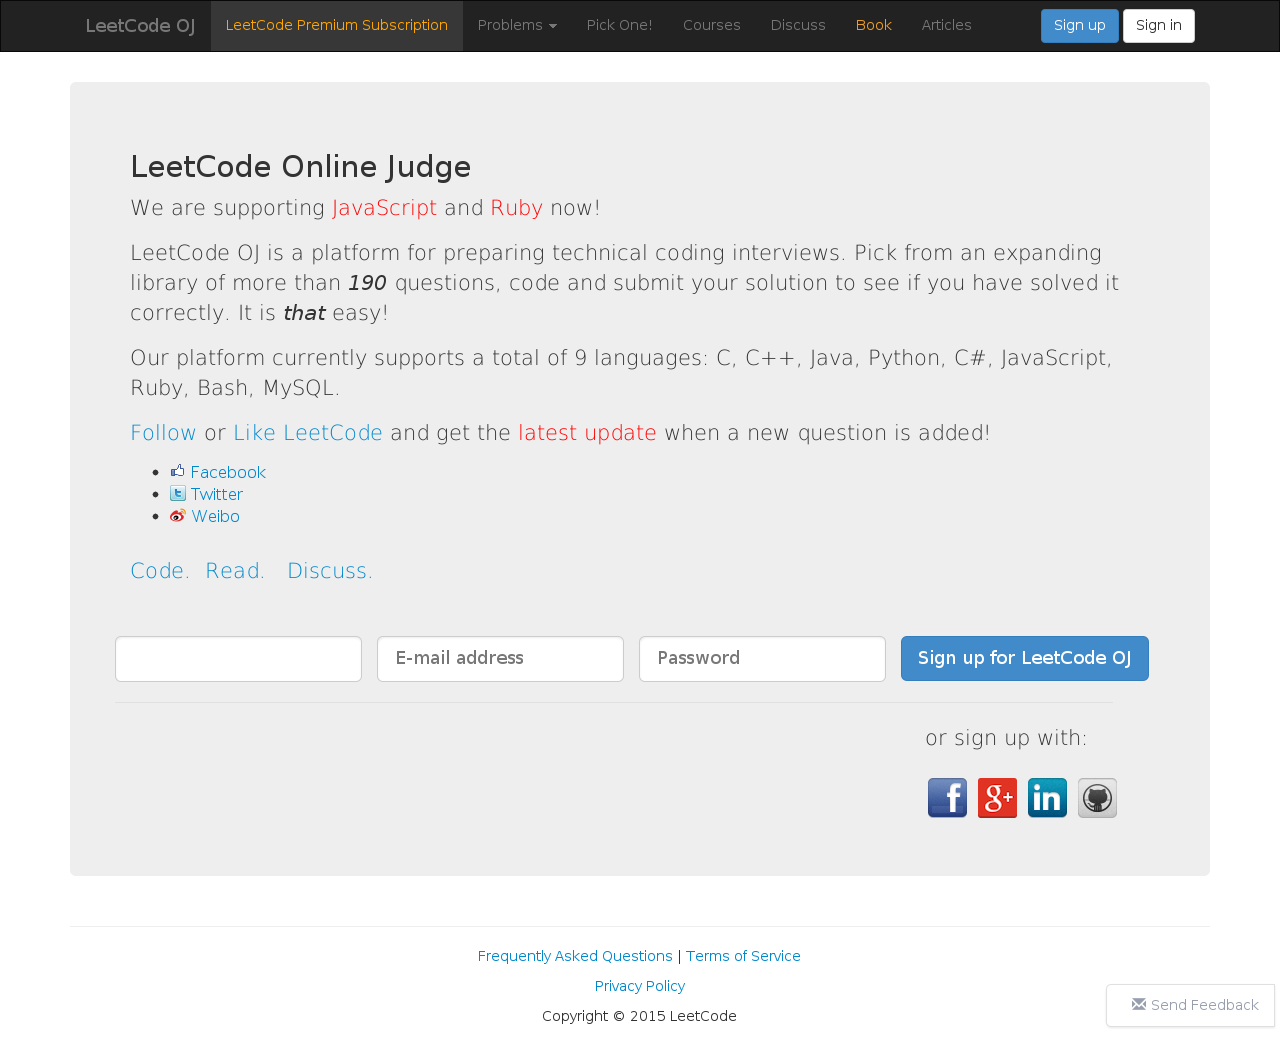 LeetCode OJ LeetCode Premium Subscription Problems Pick One! Courses Discuss Book Articles Sign up Sign in
LeetCode Online Judge
We are supporting JavaScript and Ruby now!
LeetCode OJ is a platform for preparing technical coding interviews. Pick from an expanding
library of more than 190 questions, code and submit your solution to see if you have solved it
correctly. It is that easy!
Our platform currently supports a total of 9 languages: C, C++, Java, Python, C#, JavaScript,
Ruby, Bash, MySQL.
Follow or Like LeetCode and get the latest update when a new question is added!
Facebook
Twitter
Weibo
Code. Read. Discuss.
E-mail address Password Sign up for LeetCode OJ
or sign up with:
Frequently Asked Questions | Terms of Service
Privacy Policy
Send Feedback
Copyright © 2015 LeetCode